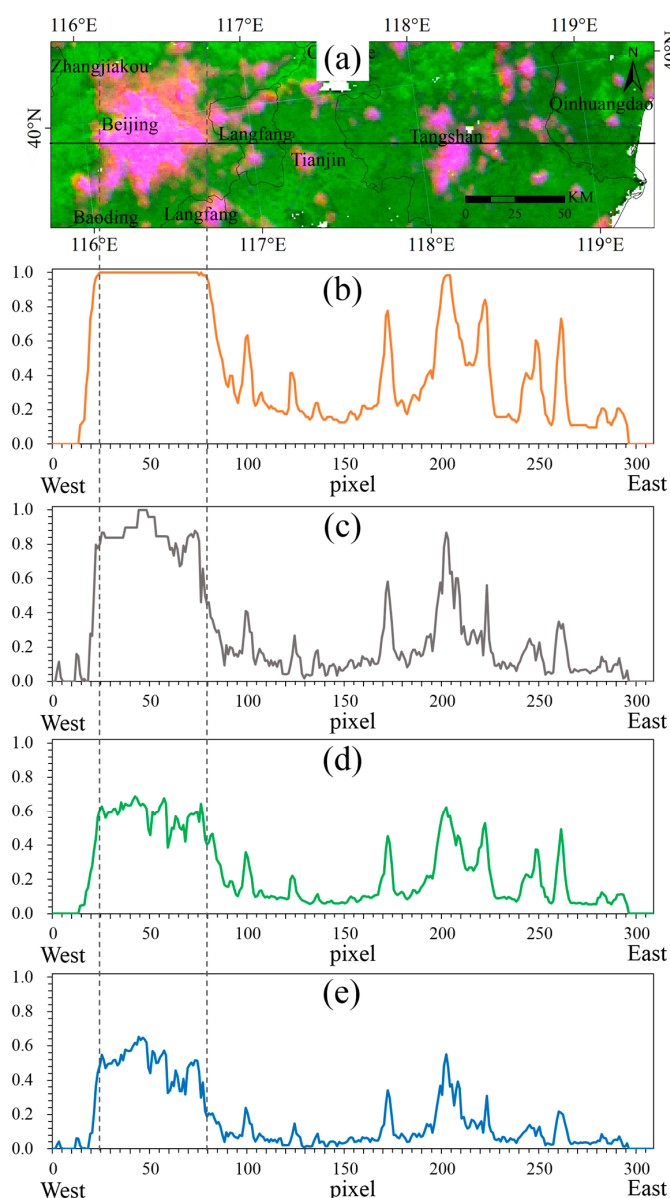 116°E 117°E 118°E 119°E
(a)
N
40°N
Zhangjiakou
Qinhuangdao
Beijing
Langfang
Tangshan
40°N
Tianjin
KM
Baoding Langfang
0 25 50
116°E 117°E 118°E 119°E
(b)
1.0
0.8
0.6
0.4
0.2
0.0
0 50 100 150 200 250 300
West pixel East
(c)
1.0
0.8
0.6
0.4
0.2
0.0
0 50 100 150 200 250 300
West pixel East
(d)
1.0
0.8
0.6
0.4
0.2
0.0
0 50 100 150 200 250 300
West pixel East
(e)
1.0
0.8
0.6
0.4
0.2
0.0
0 50 100 150 200 250 300
West pixel East